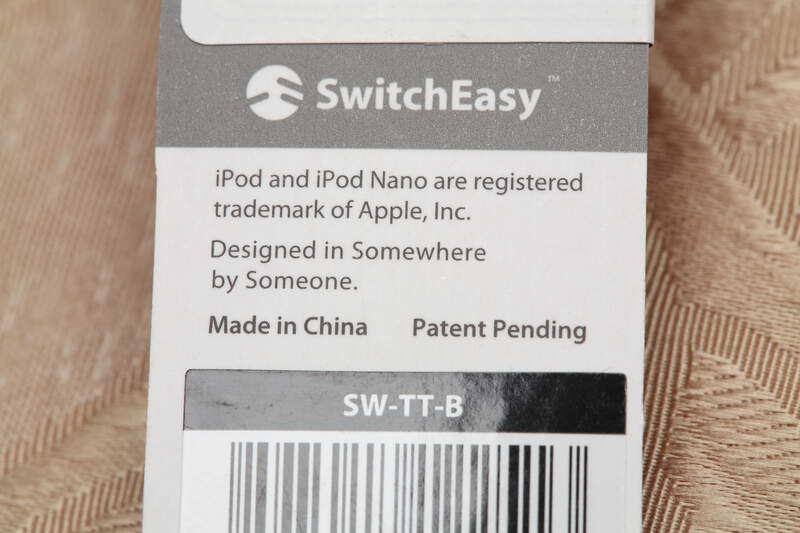 SwitchEasy™
iPod and iPod Nano are registered
trademark of Apple, Inc.
Designed in Somewhere
by Someone.
Made in China Patent Pending
SW-TT-B